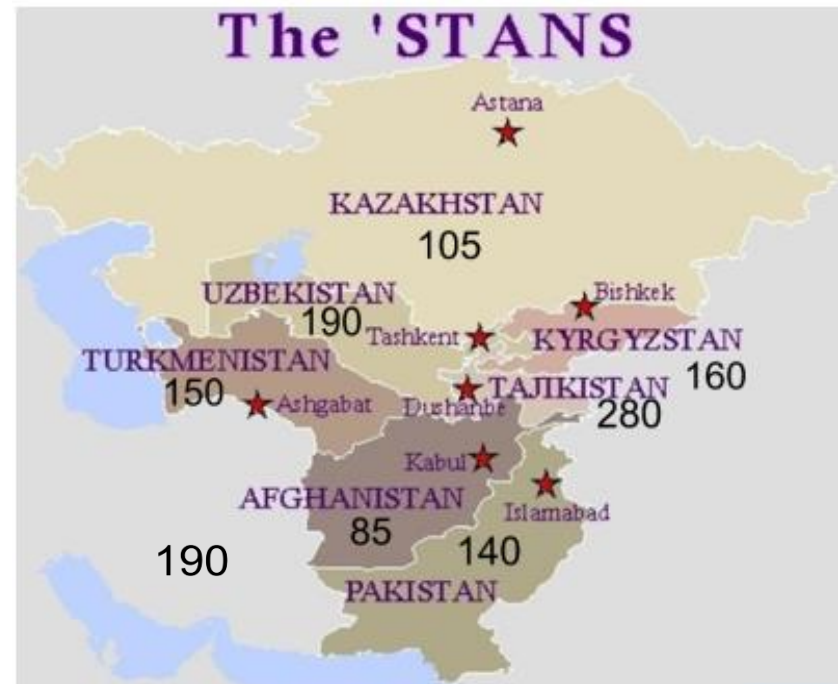 The 'STANS
Astana
KAZAKHSTAN
105
Bishkek
UZBEKISTAN
190
Tashkent
KYRGYZSTAN
TURKMENISTAN
150
160
TAJIKISTAN
280
Ashgabat
Dushanbe
Kabul
AFGHANISTAN
Islamabad
85
140
190
PAKISTAN